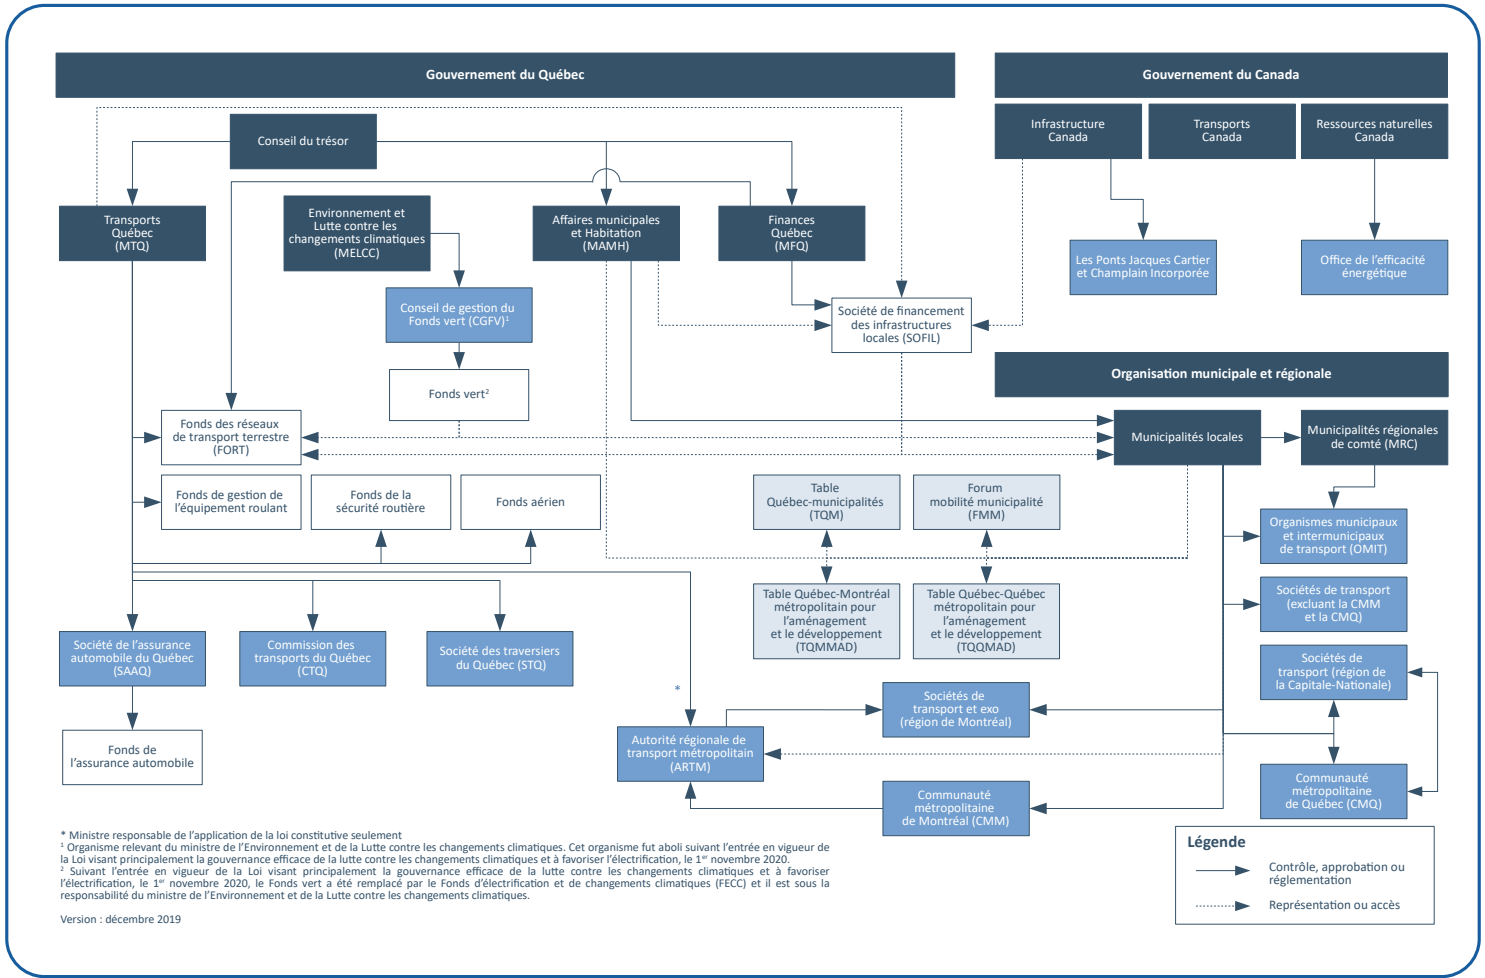 Gouvernement du Québec
Gouvernement du Canada
Conseil du trésor
Infrastructure
Canada
Transports
Canada
Ressources naturelles
Canada
Transports
Québec
(MTQ)
Environnement et
Lutte contre les
changements climatiques
(MELCC)
Affaires municipales
et Habitation
(MAMH)
Finances
Québec
(MFQ)
Les Ponts Jacques Cartier
et Champlain Incorporée
Office de l'efficacité
énergétique
Conseil de gestion du
Fonds vert (CGFV)¹
Société de financement
des infrastructures
locales (SOFIL)
Organisation municipale et régionale
Fonds vert²
Fonds des réseaux
de transport terrestre
(FORT)
Municipalités locales
Municipalités régionales
de comté (MRC)
Fonds de gestion de
l'équipement roulant
Fonds de la
sécurité routière
Fonds aérien
Table
Québec-municipalités
(TQM)
Forum
mobilité municipalité
(FMM)
Organismes municipaux
et intermunicipaux
de transport (OMIT)
Table Québec-Montréal
métropolitain pour
l'aménagement
et le développement
(TQMMAD)
Table Québec-Québec
métropolitain pour
l'aménagement
et le développement
(TQQMAD)
Sociétés de transport
(excluant la CMM
et la CMQ)
Société de l'assurance
automobile du Québec
(SAAQ)
Commission des
transports du Québec
(CTQ)
Société des traversiers
du Québec (STQ)
Sociétés de
transport (région de
la Capitale-Nationale)
*
Sociétés de
transport et exo
(région de Montréal)
Fonds de
l'assurance automobile
Autorité régionale de
transport métropolitain
(ARTM)
Communauté
métropolitaine
de Montréal (CMM)
Communauté
métropolitaine
de Québec (CMQ)
* Ministre responsable de l'application de la loi constitutive seulement
¹ Organisme relevant du ministre de l'Environnement et de la Lutte contre les changements climatiques. Cet organisme fut aboli suivant l'entrée en vigueur de
la Loi visant principalement la gouvernance efficace de la lutte contre les changements climatiques et à favoriser l'électrification, le 1er novembre 2020.
² Suivant l'entrée en vigueur de la Loi visant principalement la gouvernance efficace de la lutte contre les changements climatiques et à favoriser
l'électrification, le 1er novembre 2020, le Fonds vert a été remplacé par le Fonds d'électrification et de changements climatiques (FECC) et il est sous la
responsabilité du ministre de l'Environnement et de la Lutte contre les changements climatiques.
Version : décembre 2019
Légende
Contrôle, approbation ou
réglementation
Représentation ou accès